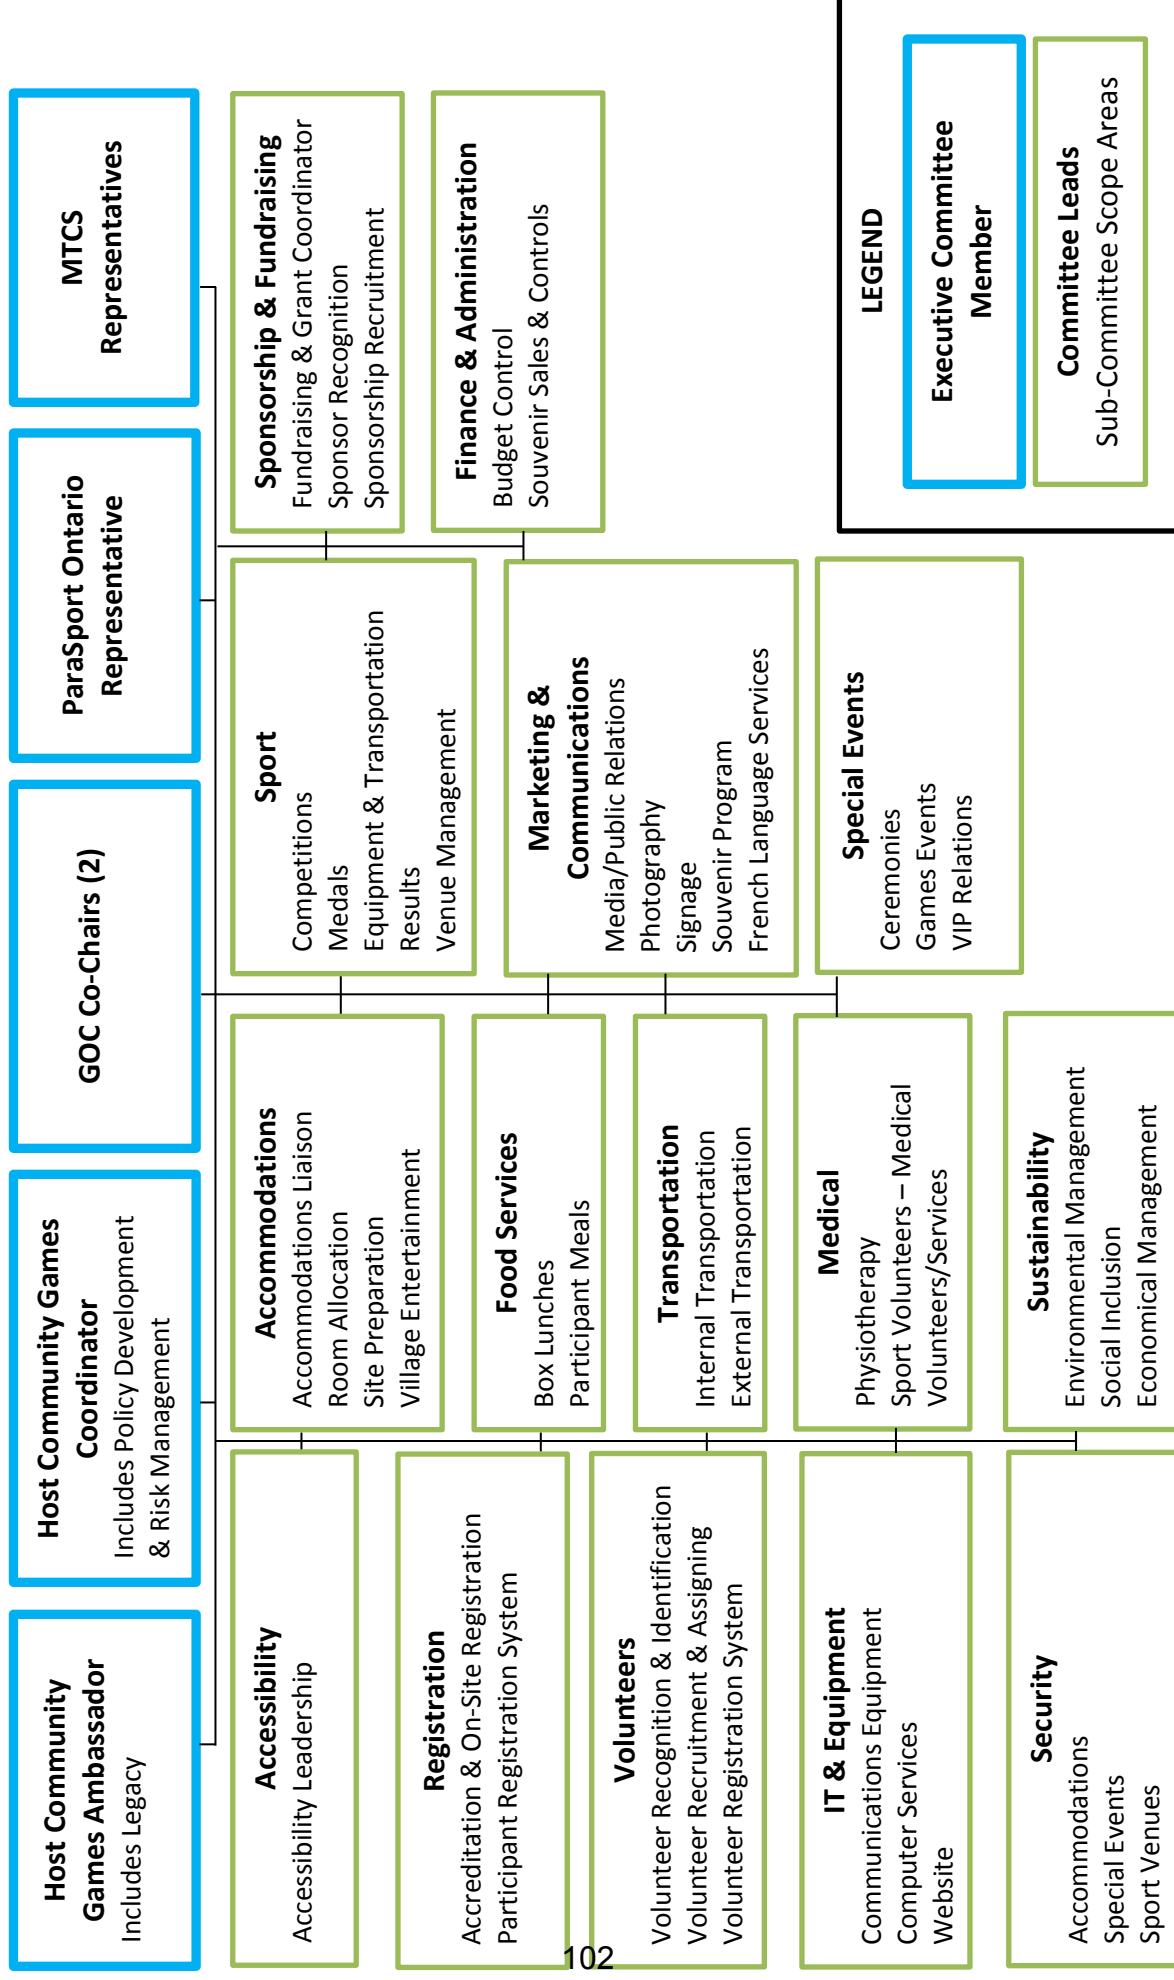 Host Community
Games Ambassador
Includes Legacy
Host Community Games
Coordinator
Includes Policy Development
& Risk Management
GOC Co-Chairs (2)
ParaSport Ontario
Representative
MTCS
Representatives
Accessibility
Accessibility Leadership
Registration
Accreditation & On-Site Registration
Participant Registration System
Volunteers
Volunteer Recognition & Identification
Volunteer Recruitment & Assigning
Volunteer Registration System
IT & Equipment
Communications Equipment
Computer Services
Website
Security
Accommodations
Special Events
Sport Venues
Accommodations
Accommodations Liaison
Room Allocation
Site Preparation
Village Entertainment
Food Services
Box Lunches
Participant Meals
Transportation
Internal Transportation
External Transportation
Medical
Physiotherapy
Sport Volunteers – Medical
Volunteers/Services
Sustainability
Environmental Management
Social Inclusion
Economical Management
Sport
Competitions
Medals
Equipment & Transportation
Results
Venue Management
Marketing &
Communications
Media/Public Relations
Photography
Signage
Souvenir Program
French Language Services
Special Events
Ceremonies
Games Events
VIP Relations
Sponsorship & Fundraising
Fundraising & Grant Coordinator
Sponsor Recognition
Sponsorship Recruitment
Finance & Administration
Budget Control
Souvenir Sales & Controls
LEGEND
Executive Committee
Member
Committee Leads
Sub-Committee Scope Areas
102